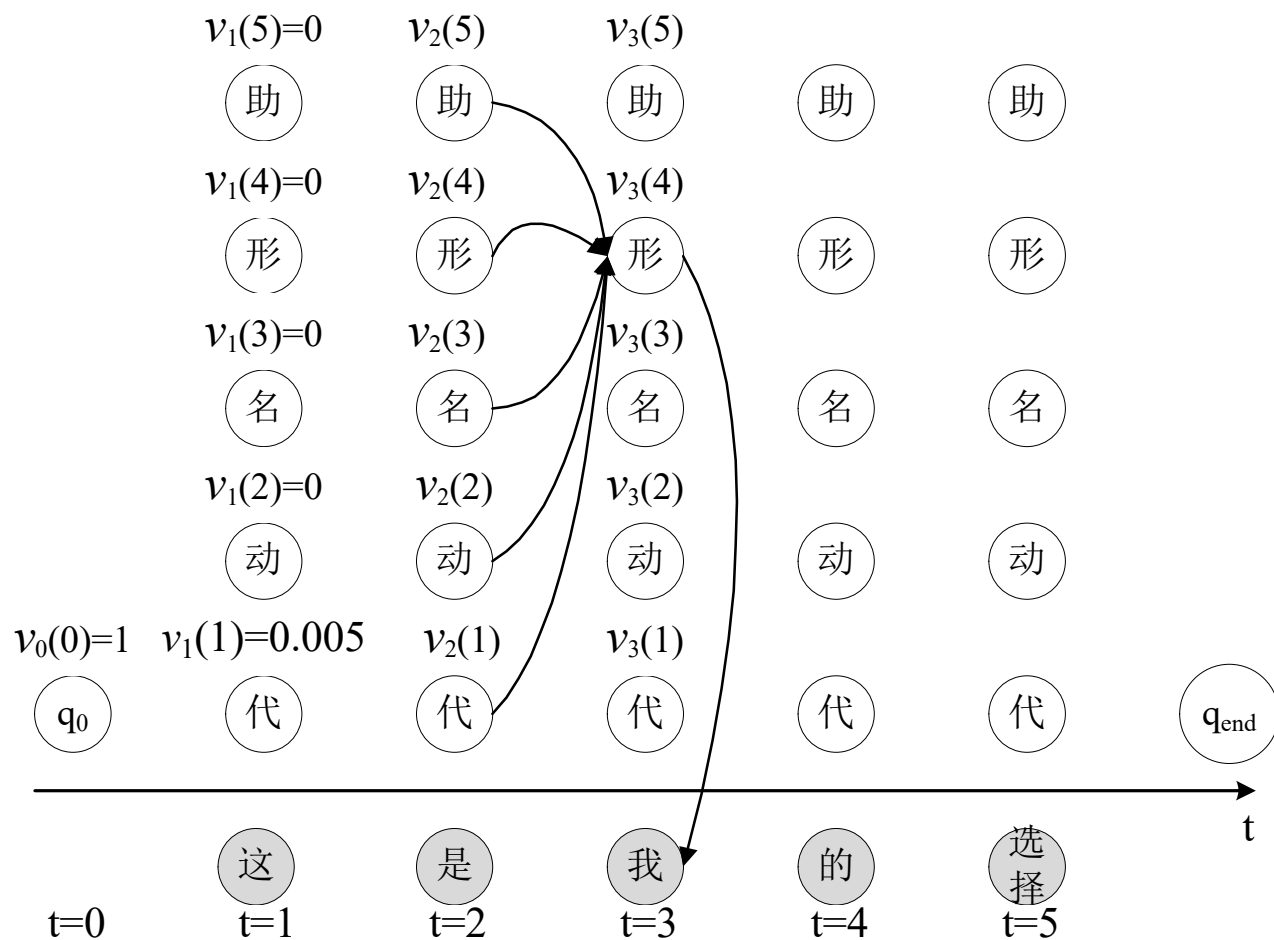 v₁(5)=0 v₂(5) v₃(5)
助 助 助 助 助
v₁(4)=0 v₂(4) v₃(4)
形 形 形 形 形
v₁(3)=0 v₂(3) v₃(3)
名 名 名 名 名
v₁(2)=0 v₂(2) v₃(2)
动 动 动 动 动
v₀(0)=1 v₁(1)=0.005 v₂(1) v₃(1)
q₀ 代 代 代 代 代 qend
t
这 是 我 的 选择
t=0 t=1 t=2 t=3 t=4 t=5